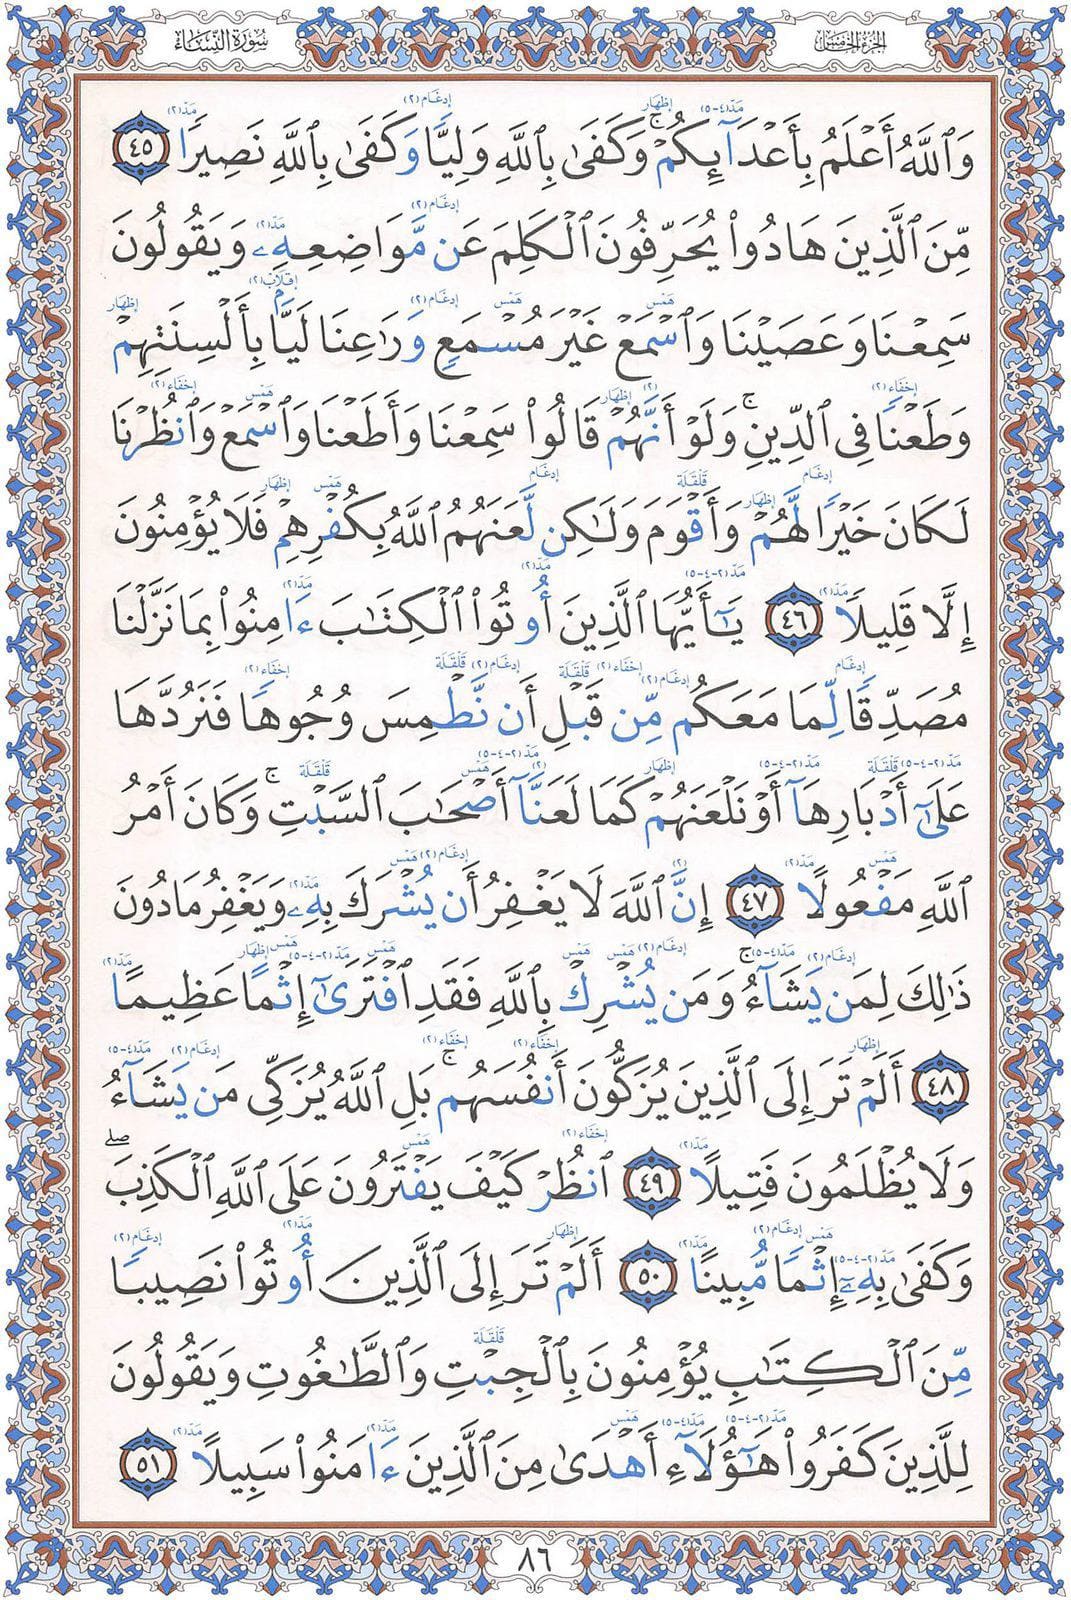 الجزء الخامس
سورة النساء
وَٱللَّهُ أَعْلَمُ بِأَعْدَآئِكُمْ ۚ وَكَفَىٰ بِٱللَّهِ وَلِيًّا وَكَفَىٰ بِٱللَّهِ نَصِيرًا ٤٥
مِّنَ ٱلَّذِينَ هَادُوا۟ يُحَرِّفُونَ ٱلْكَلِمَ عَن مَّوَاضِعِهِۦ وَيَقُولُونَ
سَمِعْنَا وَعَصَيْنَا وَٱسْمَعْ غَيْرَ مُسْمَعٍ وَرَٰعِنَا لَيًّۢا بِأَلْسِنَتِهِمْ
وَطَعْنًا فِى ٱلدِّينِ ۚ وَلَوْ أَنَّهُمْ قَالُوا۟ سَمِعْنَا وَأَطَعْنَا وَٱسْمَعْ وَٱنظُرْنَا
لَكَانَ خَيْرًا لَّهُمْ وَأَقْوَمَ وَلَٰكِن لَّعَنَهُمُ ٱللَّهُ بِكُفْرِهِمْ فَلَا يُؤْمِنُونَ
إِلَّا قَلِيلًا ٤٦ يَٰٓأَيُّهَا ٱلَّذِينَ أُوتُوا۟ ٱلْكِتَٰبَ ءَامِنُوا۟ بِمَا نَزَّلْنَا
مُصَدِّقًا لِّمَا مَعَكُم مِّن قَبْلِ أَن نَّطْمِسَ وُجُوهًا فَنَرُدَّهَا
عَلَىٰٓ أَدْبَارِهَآ أَوْ نَلْعَنَهُمْ كَمَا لَعَنَّآ أَصْحَٰبَ ٱلسَّبْتِ ۚ وَكَانَ أَمْرُ
ٱللَّهِ مَفْعُولًا ٤٧ إِنَّ ٱللَّهَ لَا يَغْفِرُ أَن يُشْرَكَ بِهِۦ وَيَغْفِرُ مَا دُونَ
ذَٰلِكَ لِمَن يَشَآءُ ۚ وَمَن يُشْرِكْ بِٱللَّهِ فَقَدِ ٱفْتَرَىٰٓ إِثْمًا عَظِيمًا
٤٨ أَلَمْ تَرَ إِلَى ٱلَّذِينَ يُزَكُّونَ أَنفُسَهُم ۚ بَلِ ٱللَّهُ يُزَكِّى مَن يَشَآءُ
وَلَا يُظْلَمُونَ فَتِيلًا ٤٩ ٱنظُرْ كَيْفَ يَفْتَرُونَ عَلَى ٱللَّهِ ٱلْكَذِبَ ۖ
وَكَفَىٰ بِهِۦٓ إِثْمًا مُّبِينًا ٥٠ أَلَمْ تَرَ إِلَى ٱلَّذِينَ أُوتُوا۟ نَصِيبًا
مِّنَ ٱلْكِتَٰبِ يُؤْمِنُونَ بِٱلْجِبْتِ وَٱلطَّٰغُوتِ وَيَقُولُونَ
لِلَّذِينَ كَفَرُوا۟ هَٰٓؤُلَآءِ أَهْدَىٰ مِنَ ٱلَّذِينَ ءَامَنُوا۟ سَبِيلًا ٥١
٨٦